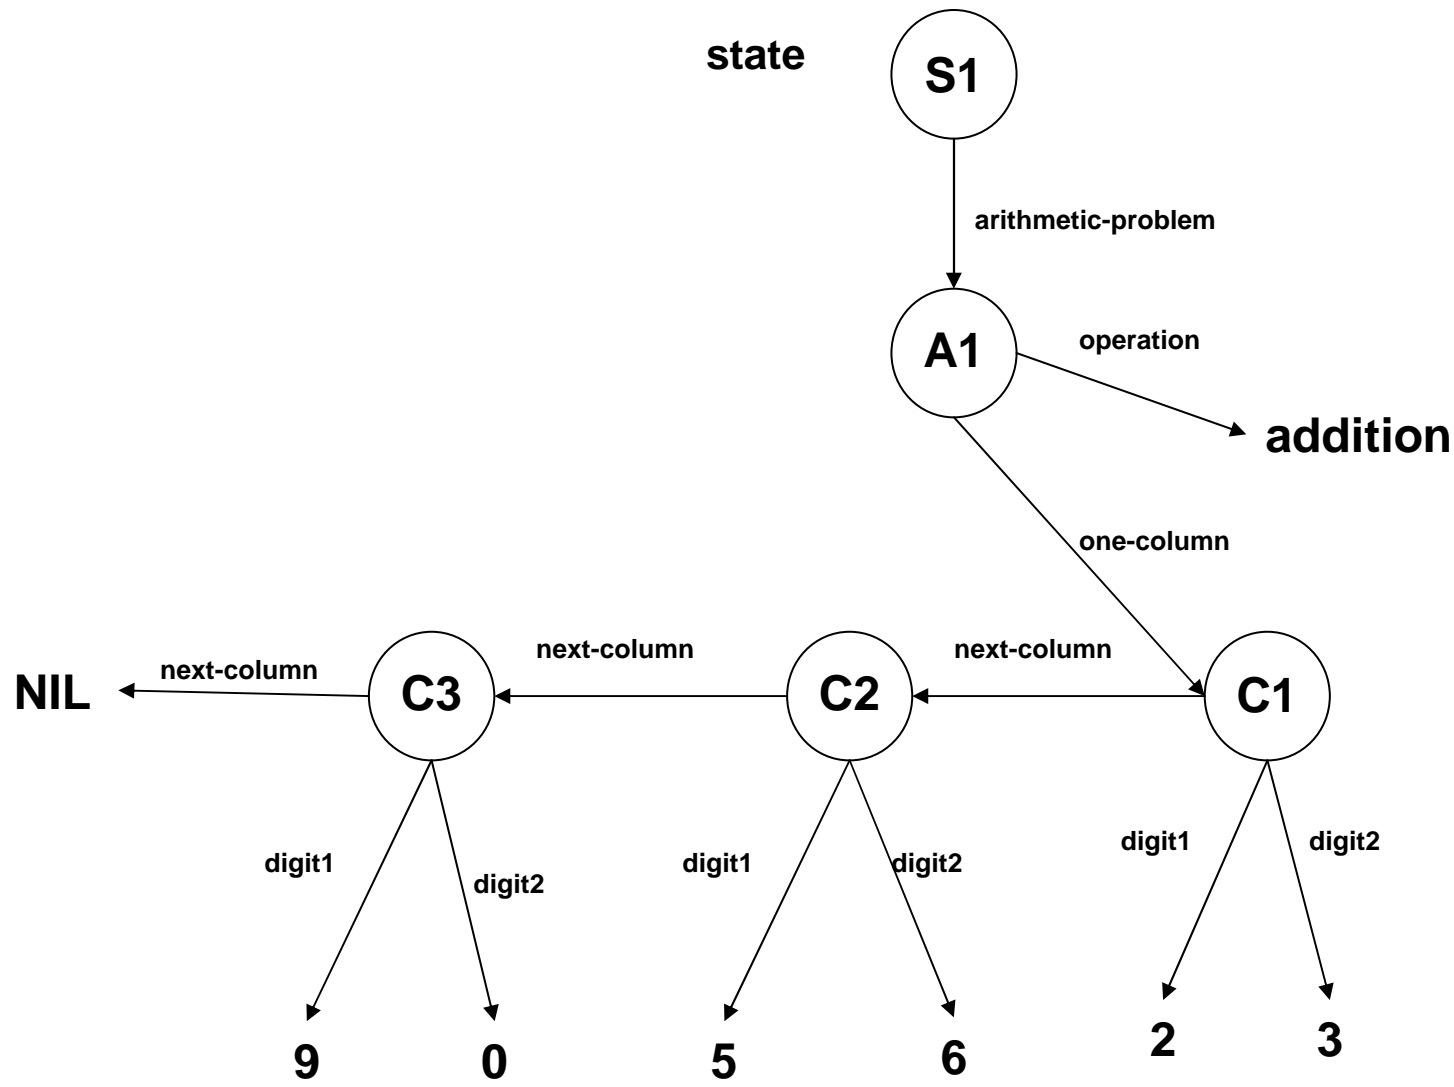 state
S1
arithmetic-problem
A1
operation
addition
one-column
NIL
next-column
C3
next-column
C2
next-column
C1
digit1
digit2
digit1
digit2
digit1
digit2
9
0
5
6
2
3